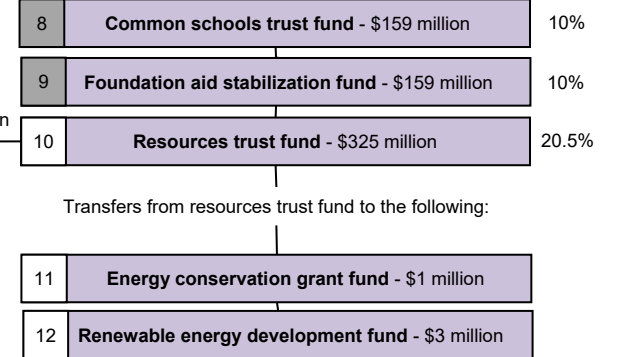 8 Common schools trust fund - $159 million 10%
9 Foundation aid stabilization fund - $159 million 10%
n
10 Resources trust fund - $325 million 20.5%
Transfers from resources trust fund to the following:
11 Energy conservation grant fund - $1 million
12 Renewable energy development fund - $3 million